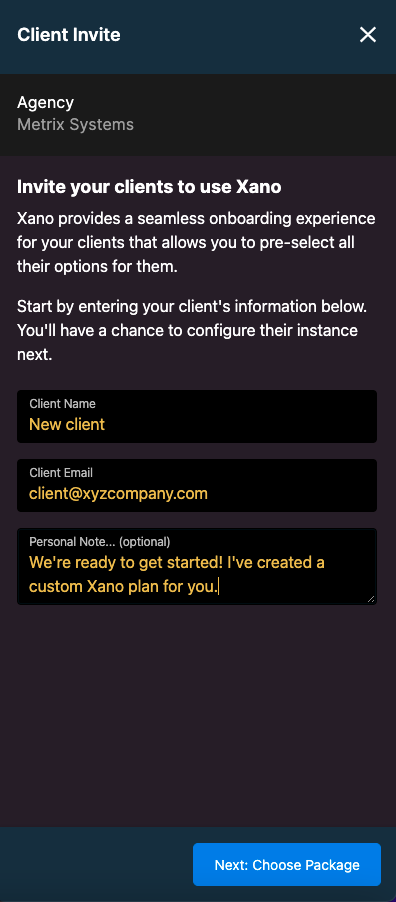 Client Invite
Agency
Metrix Systems
Invite your clients to use Xano
Xano provides a seamless onboarding experience
for your clients that allows you to pre-select all
their options for them.
Start by entering your client's information below.
You'll have a chance to configure their instance
next.
Client Name
New client
Client Email
client@xyzcompany.com
Personal Note... (optional)
We're ready to get started! I've created a
custom Xano plan for you.
Next: Choose Package